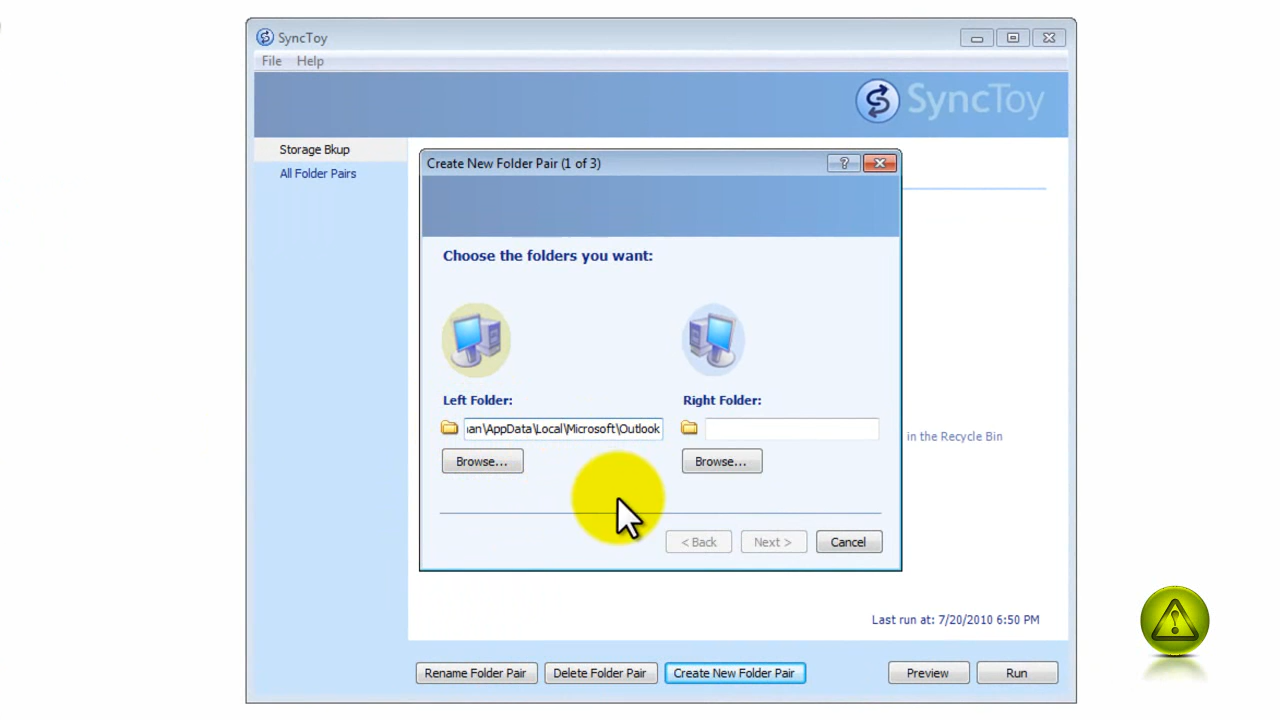 SyncToy
File Help
SyncToy
Storage Bkup
All Folder Pairs
Create New Folder Pair (1 of 3)
?
Choose the folders you want:
Left Folder:
Right Folder:
\AppData\Local\Microsoft\Outlook
in the Recycle Bin
Browse...
Browse...
< Back
Next >
Cancel
Last run at: 7/20/2010 6:50 PM
Rename Folder Pair
Delete Folder Pair
Create New Folder Pair
Preview
Run